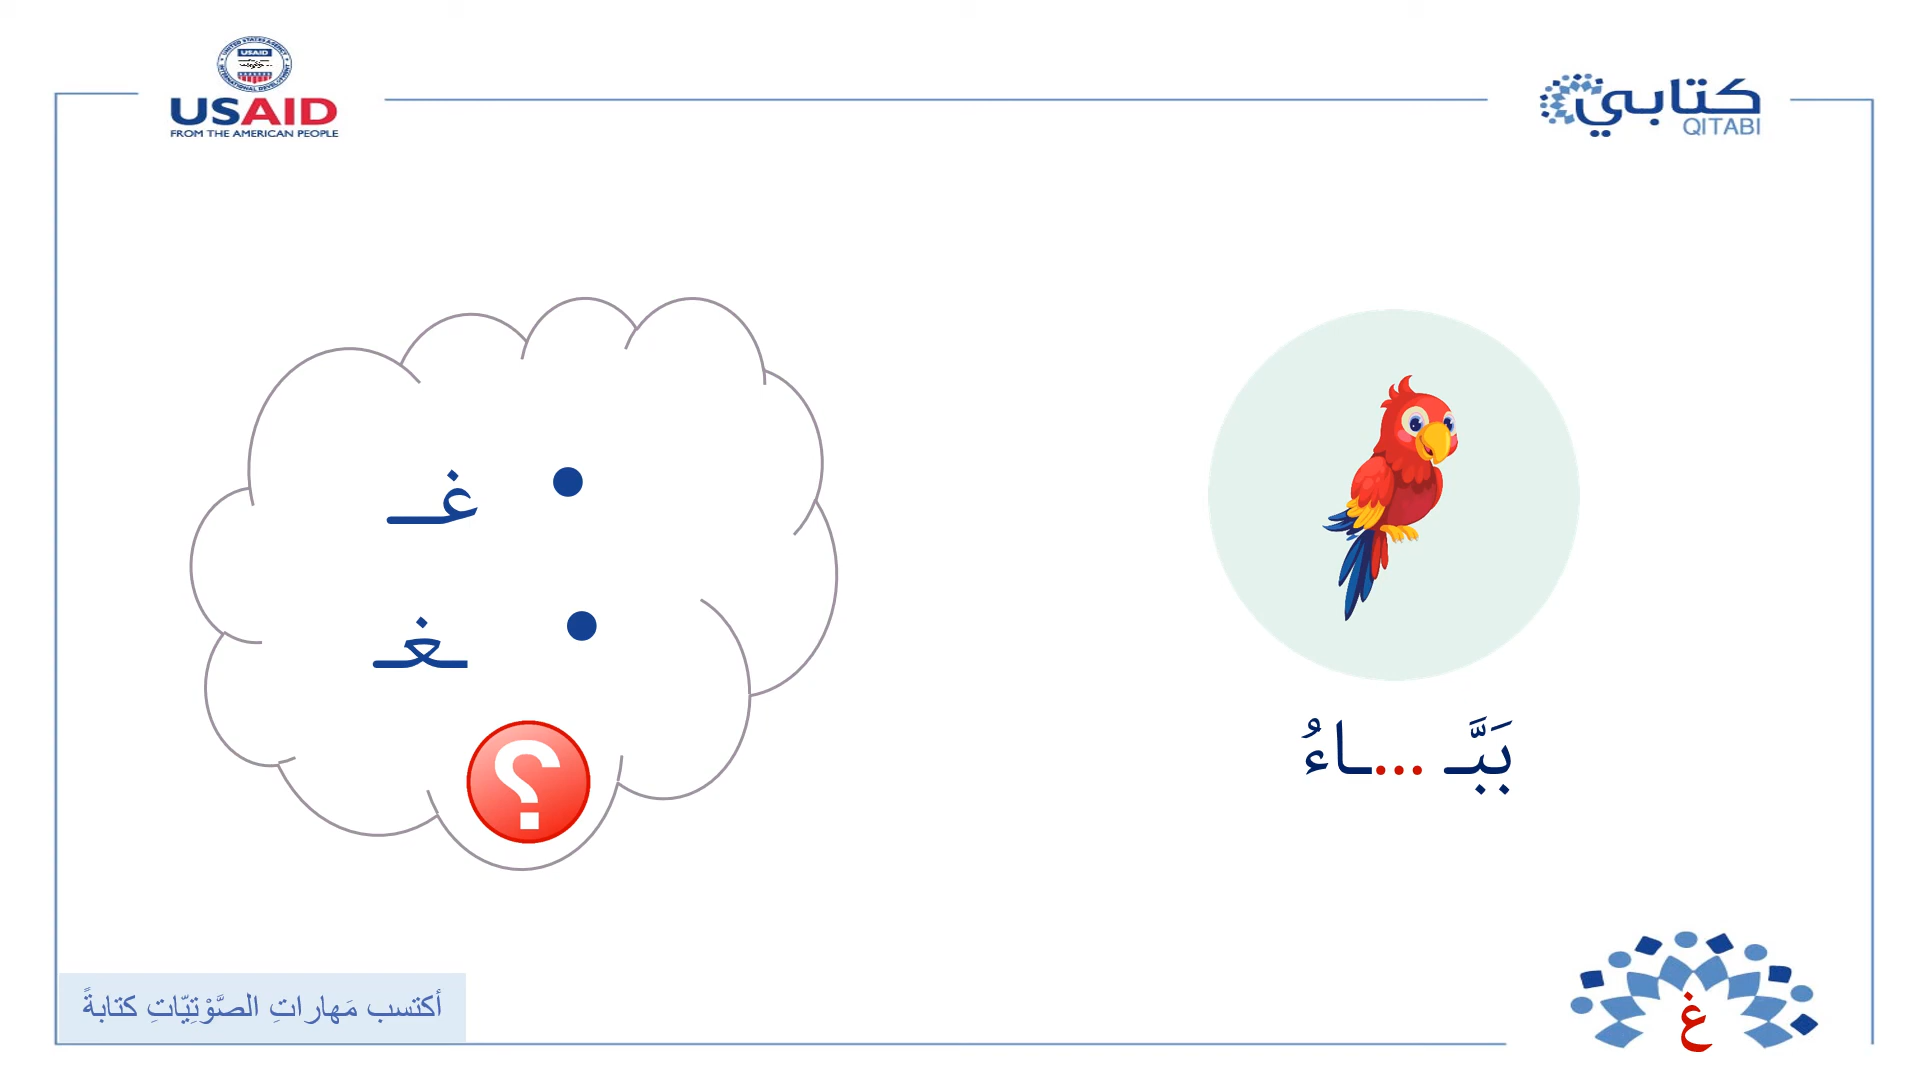 USAID
FROM THE AMERICAN PEOPLE
كتابي
QITABI
غـ
ـغـ
؟
بَبَّـ ...ـاءُ
أكتسب مَهاراتِ الصَّوْتِيّاتِ كتابةً
غ